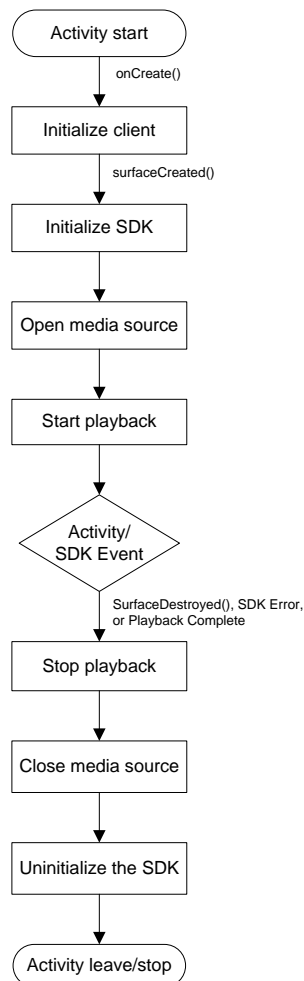 Activity start
onCreate()
Initialize client
surfaceCreated()
Initialize SDK
Open media source
Start playback
Activity/
SDK Event
SurfaceDestroyed(), SDK Error,
or Playback Complete
Stop playback
Close media source
Uninitialize the SDK
Activity leave/stop